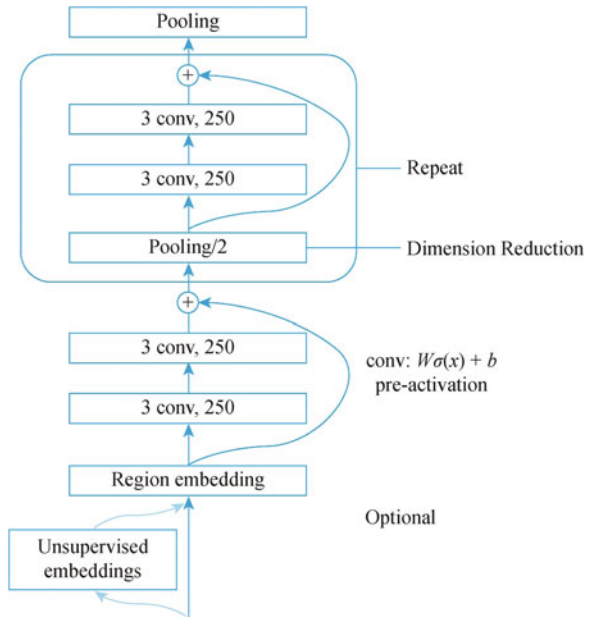 Pooling
+
3 conv, 250
3 conv, 250
Repeat
Pooling/2
Dimension Reduction
+
3 conv, 250
conv: Wσ(x) + b
pre-activation
3 conv, 250
Region embedding
Optional
Unsupervised
embeddings